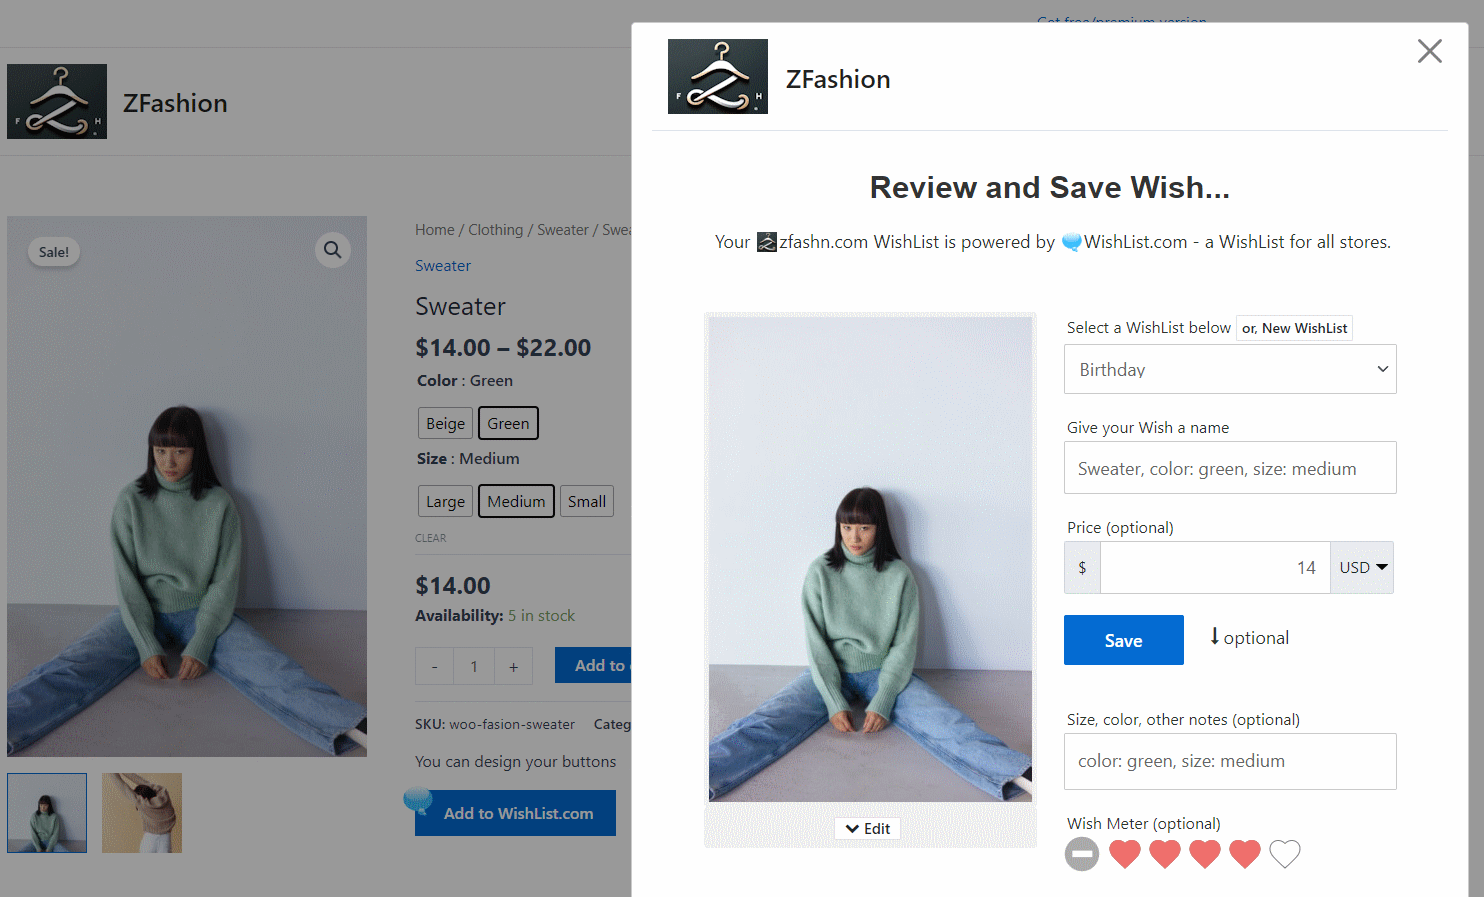 Get free/premium version
F H
ZFashion
Sale!
Home / Clothing / Sweater / Swea
Sweater
Sweater
$14.00 – $22.00
Color : Green
Beige Green
Size : Medium
Large Medium Small
CLEAR
$14.00
Availability: 5 in stock
- 1 + Add to
SKU: woo-fasion-sweater Categ
You can design your buttons
Add to WishList.com
F H
ZFashion
Review and Save Wish...
Your zfashn.com WishList is powered by WishList.com - a WishList for all stores.
Select a WishList below or, New WishList
Birthday
Give your Wish a name
Sweater, color: green, size: medium
Price (optional)
$ 14 USD
Save optional
Size, color, other notes (optional)
color: green, size: medium
Wish Meter (optional)
Edit